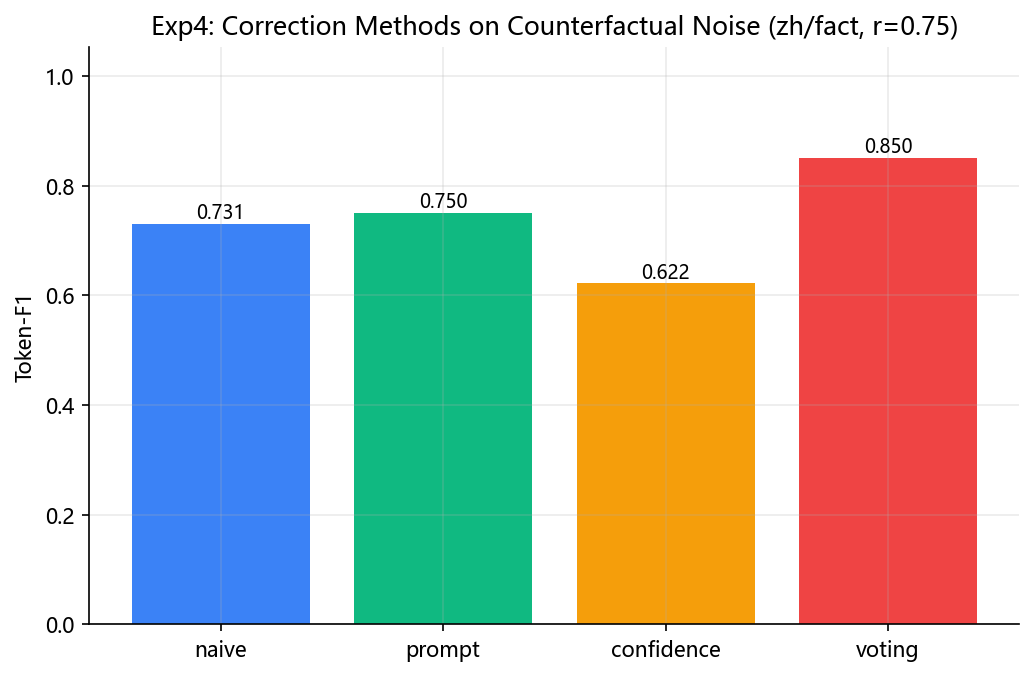 Exp4: Correction Methods on Counterfactual Noise (zh/fact, r=0.75)
1.0
0.8
0.6
0.4
0.2
0.0
Token-F1
0.731
0.750
0.622
0.850
naive
prompt
confidence
voting